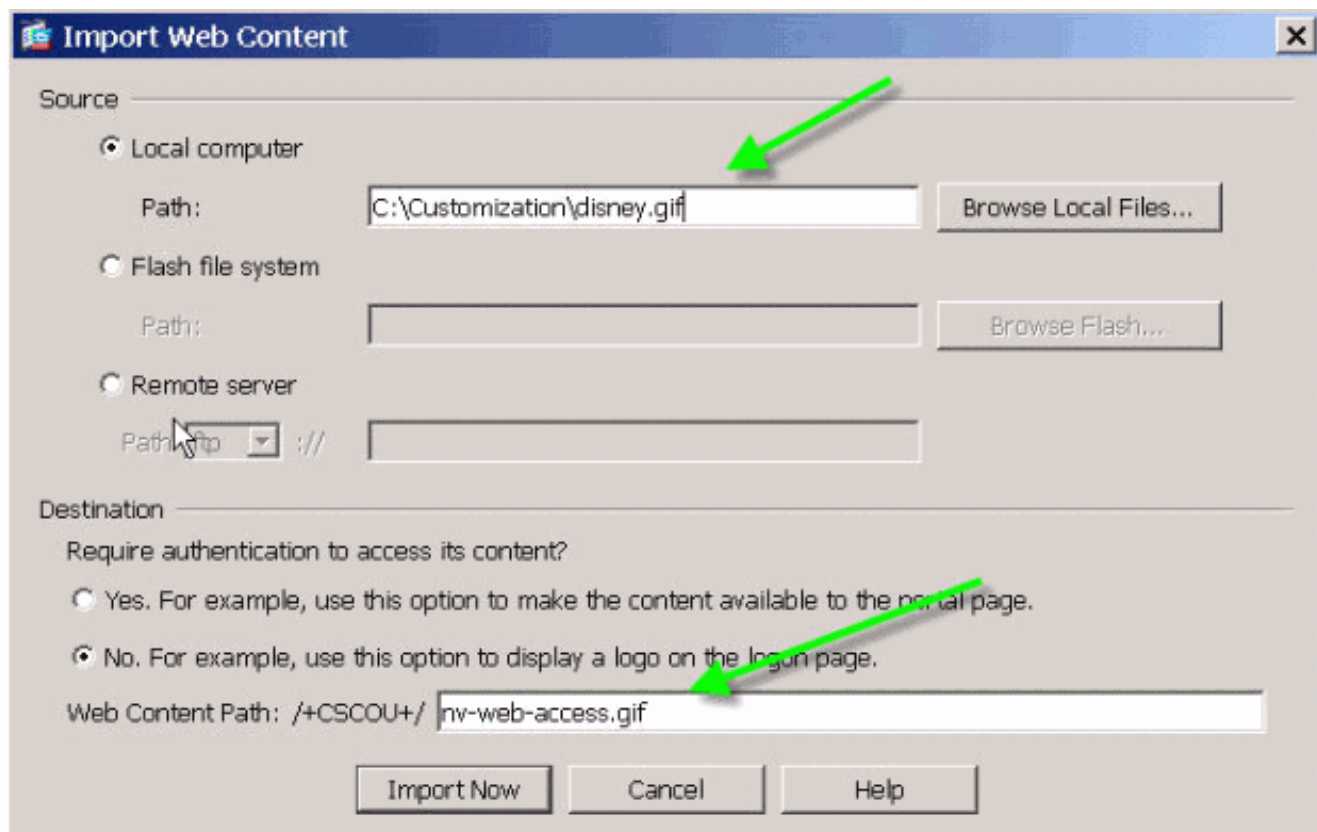 Import Web Content
Source
Local computer
Path: C:\Customization\disney.gif Browse Local Files...
Flash file system
Path: Browse Flash...
Remote server
Path: ftp ://
Destination
Require authentication to access its content?
Yes. For example, use this option to make the content available to the portal page.
No. For example, use this option to display a logo on the logon page.
Web Content Path: /+CSCOU+/ nv-web-access.gif
Import Now Cancel Help